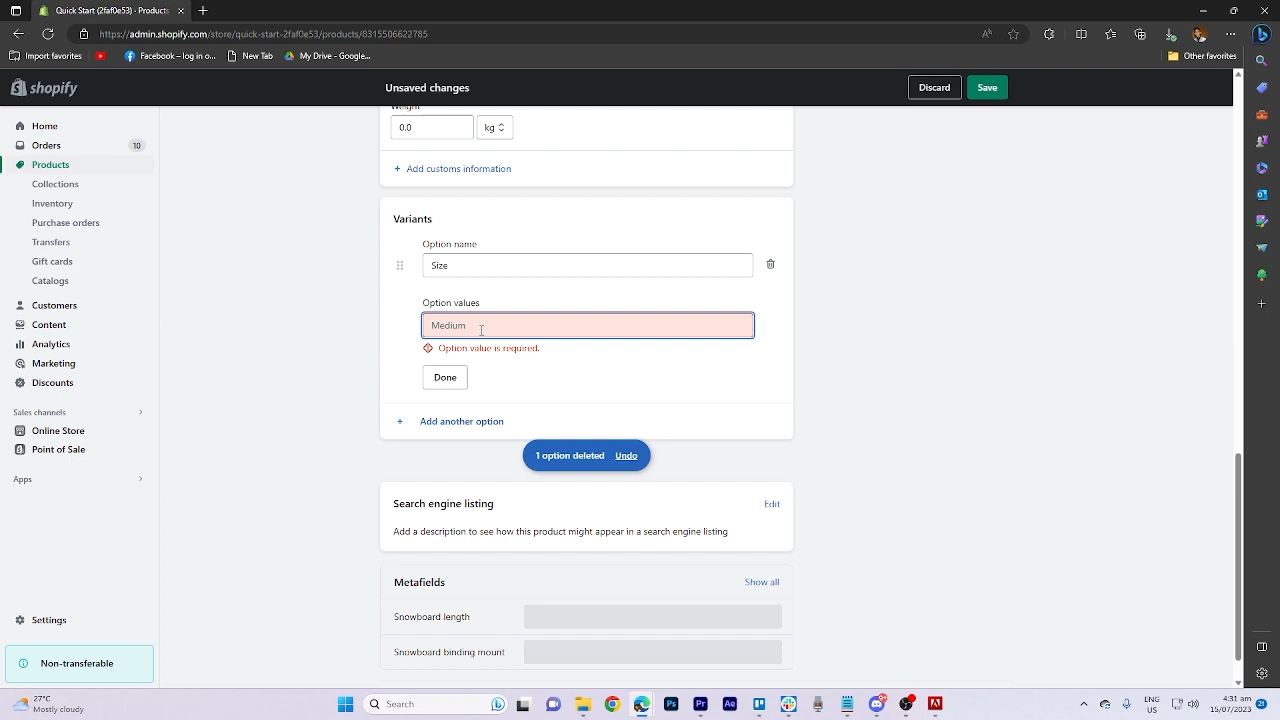 Quick Start (2faf0e53) - Products
https://admin.shopify.com/store/quick-start-2faf0e53/products/8315506622785
Import favorites
Facebook – log in o...
New Tab
My Drive - Google...
Other favorites
shopify
Unsaved changes
Discard
Save
Home
Orders
10
Products
Collections
Inventory
Purchase orders
Transfers
Gift cards
Catalogs
Customers
Content
Analytics
Marketing
Discounts
Sales channels
Online Store
Point of Sale
Apps
Settings
Non-transferable
Weight
0.0
kg
+ Add customs information
Variants
Option name
Size
Option values
Medium
Option value is required.
Done
+ Add another option
1 option deleted Undo
Search engine listing
Edit
Add a description to see how this product might appear in a search engine listing
Metafields
Show all
Snowboard length
Snowboard binding mount
27°C
Mostly cloudy
Search
Ps
Pr
Ae
ENG
US
4:31 am
15/07/2023